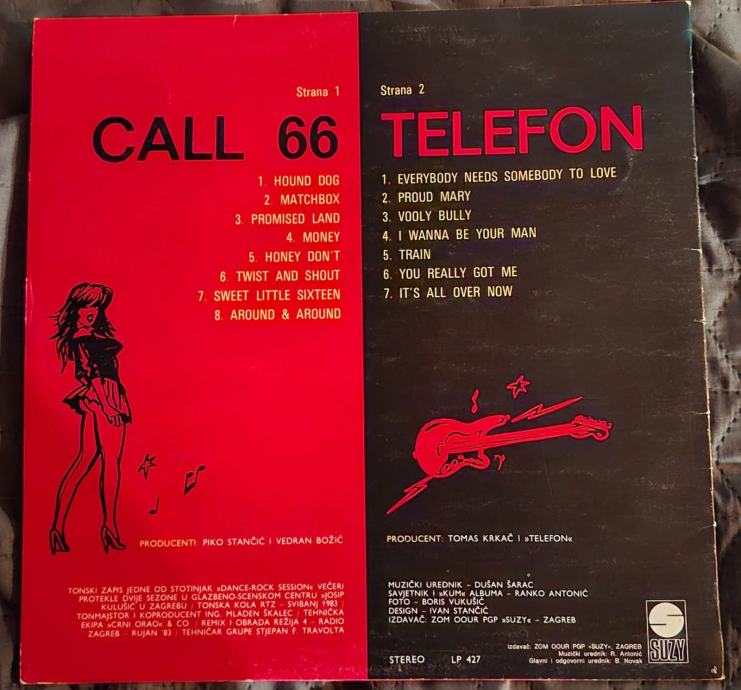 Strana 1
CALL 66
1. HOUND DOG
2. MATCHBOX
3. PROMISED LAND
4. MONEY
5. HONEY DON'T
6. TWIST AND SHOUT
7. SWEET LITTLE SIXTEEN
8. AROUND & AROUND
PRODUCENTI: PIKO STANČIĆ I VEDRAN BOŽIĆ
TONSKI ZAPIS JEDNE OD STOTINJAK »DANCE-ROCK SESSION« VEČERI
PROTEKLE DVIJE SEZONE U GLAZBENO-SCENSKOM CENTRU »JOSIP
KULUŠIĆ U ZAGREBU / TONSKA KOLA RTZ – SVIBANJ 1983 /
TONMAJSTOR I KOPRODUCENT ING. MLADEN ŠKALEC / TEHNIČKA
EKIPA »CRNI ORAO« & CO / REMIX I OBRADA REŽIJA 4 – RADIO
ZAGREB – RUJAN '83 / TEHNIČAR GRUPE STJEPAN F. TRAVOLTA
Strana 2
TELEFON
1. EVERYBODY NEEDS SOMEBODY TO LOVE
2. PROUD MARY
3. VOOLY BULLY
4. I WANNA BE YOUR MAN
5. TRAIN
6. YOU REALLY GOT ME
7. IT'S ALL OVER NOW
PRODUCENT: TOMAS KRKAČ I »TELEFON«
MUZIČKI UREDNIK – DUŠAN ŠARAC
SAVJETNIK I »KUM« ALBUMA – RANKO ANTONIĆ
FOTO – BORIS VUKUŠIĆ
DESIGN – IVAN STANČIĆ
IZDAVAČ: ZOM OOUR PGP »SUZY« – ZAGREB
Izdavač: ZOM OOUR PGP »SUZY«, ZAGREB
Muzički urednik: R. Antonić
Glavni i odgovorni urednik: B. Novak
STEREO LP 427
SUZY